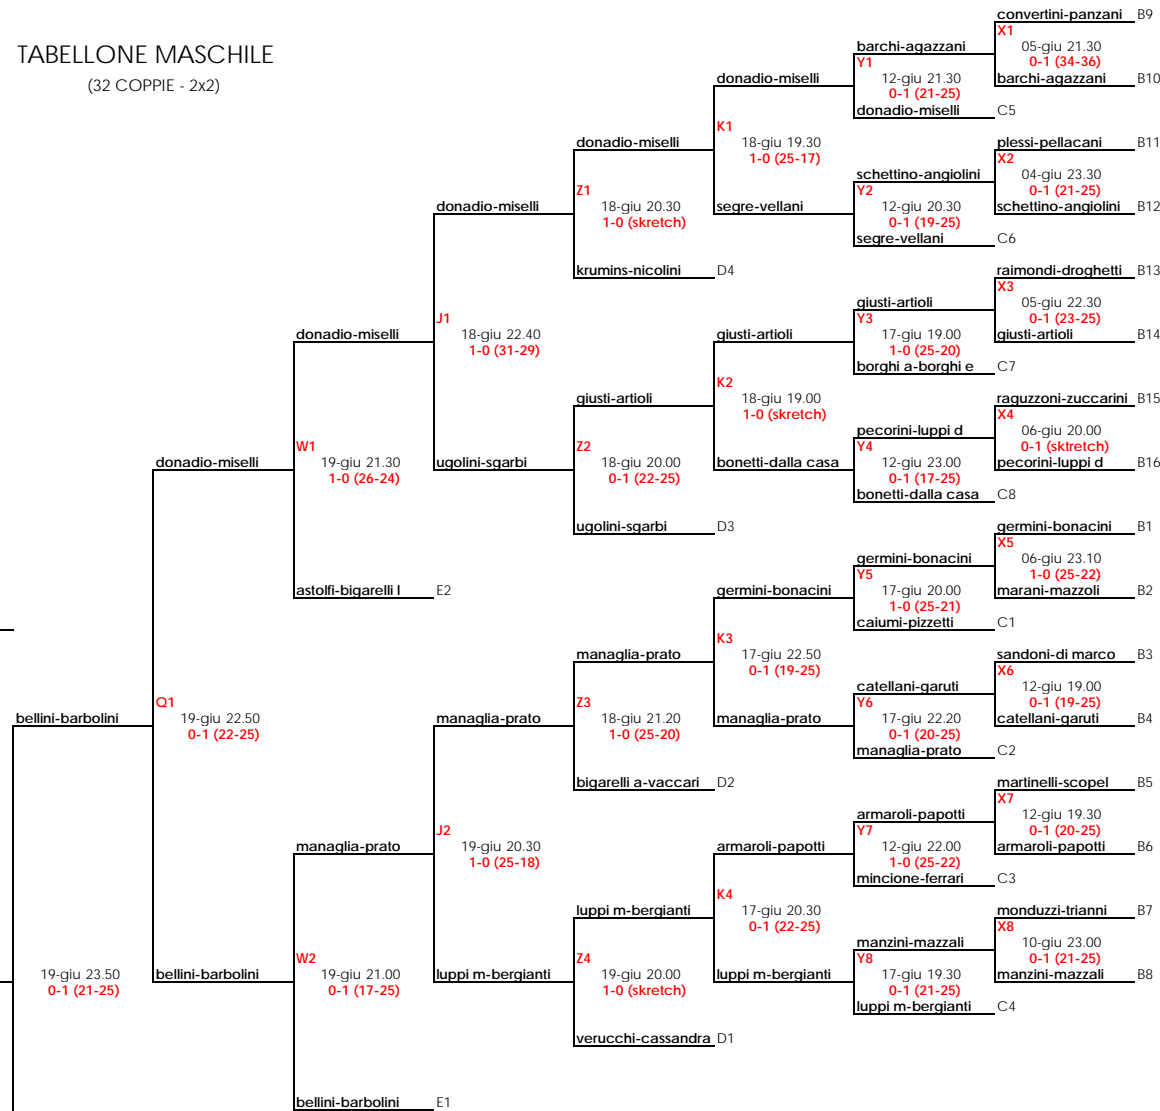 TABELLONE MASCHILE
(32 COPPIE - 2x2)
convertini-panzani B9
X1
05-giu 21.30
0-1 (34-36)
barchi-agazzani B10
barchi-agazzani
Y1
12-giu 21.30
0-1 (21-25)
donadio-miselli C5
donadio-miselli
K1
18-giu 19.30
1-0 (25-17)
plessi-pellacani B11
X2
04-giu 23.30
0-1 (21-25)
schettino-angiolini B12
schettino-angiolini
Y2
12-giu 20.30
0-1 (19-25)
segre-vellani C6
segre-vellani
donadio-miselli
Z1
18-giu 20.30
1-0 (skretch)
krumins-nicolini D4
donadio-miselli
J1
18-giu 22.40
1-0 (31-29)
raimondi-droghetti B13
X3
05-giu 22.30
0-1 (23-25)
giusti-artioli B14
giusti-artioli
Y3
17-giu 19.00
1-0 (25-20)
borghi a-borghi e C7
giusti-artioli
K2
18-giu 19.00
1-0 (skretch)
raguzzoni-zuccarini B15
X4
06-giu 20.00
0-1 (sktretch)
pecorini-luppi d B16
pecorini-luppi d
Y4
12-giu 23.00
0-1 (17-25)
bonetti-dalla casa C8
bonetti-dalla casa
giusti-artioli
Z2
18-giu 20.00
0-1 (22-25)
ugolini-sgarbi D3
ugolini-sgarbi
donadio-miselli
W1
19-giu 21.30
1-0 (26-24)
astolfi-bigarelli l E2
donadio-miselli
Q1
19-giu 22.50
0-1 (22-25)
germini-bonacini B1
X5
06-giu 23.10
1-0 (25-22)
marani-mazzoli B2
germini-bonacini
Y5
17-giu 20.00
1-0 (25-21)
caiumi-pizzetti C1
germini-bonacini
K3
17-giu 22.50
0-1 (19-25)
sandoni-di marco B3
X6
12-giu 19.00
0-1 (19-25)
catellani-garuti B4
catellani-garuti
Y6
17-giu 22.20
0-1 (20-25)
managlia-prato C2
managlia-prato
managlia-prato
Z3
18-giu 21.20
1-0 (25-20)
bigarelli a-vaccari D2
managlia-prato
J2
19-giu 20.30
1-0 (25-18)
martinelli-scopel B5
X7
12-giu 19.30
0-1 (20-25)
armaroli-papotti B6
armaroli-papotti
Y7
12-giu 22.00
1-0 (25-22)
mincione-ferrari C3
armaroli-papotti
K4
17-giu 20.30
0-1 (22-25)
monduzzi-trianni B7
X8
10-giu 23.00
0-1 (21-25)
manzini-mazzali B8
manzini-mazzali
Y8
17-giu 19.30
0-1 (21-25)
luppi m-bergianti C4
luppi m-bergianti
luppi m-bergianti
Z4
19-giu 20.00
1-0 (skretch)
verucchi-cassandra D1
luppi m-bergianti
managlia-prato
W2
19-giu 21.00
0-1 (17-25)
bellini-barbolini E1
bellini-barbolini
bellini-barbolini
19-giu 23.50
0-1 (21-25)